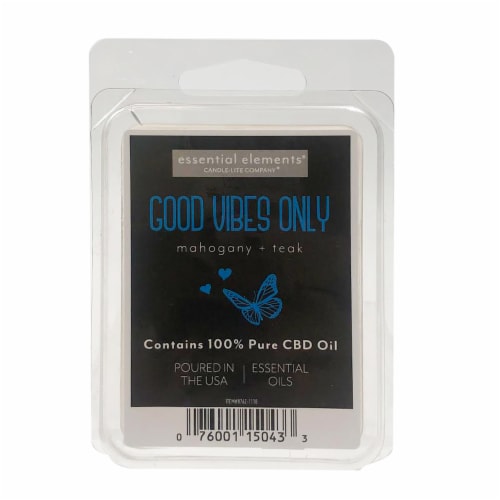 essential elements®
CANDLE-LITE COMPANY®
GOOD VIBES ONLY
mahogany + teak
Contains 100% Pure CBD Oil
POURED IN THE USA | ESSENTIAL OILS
0 76001 15043 3